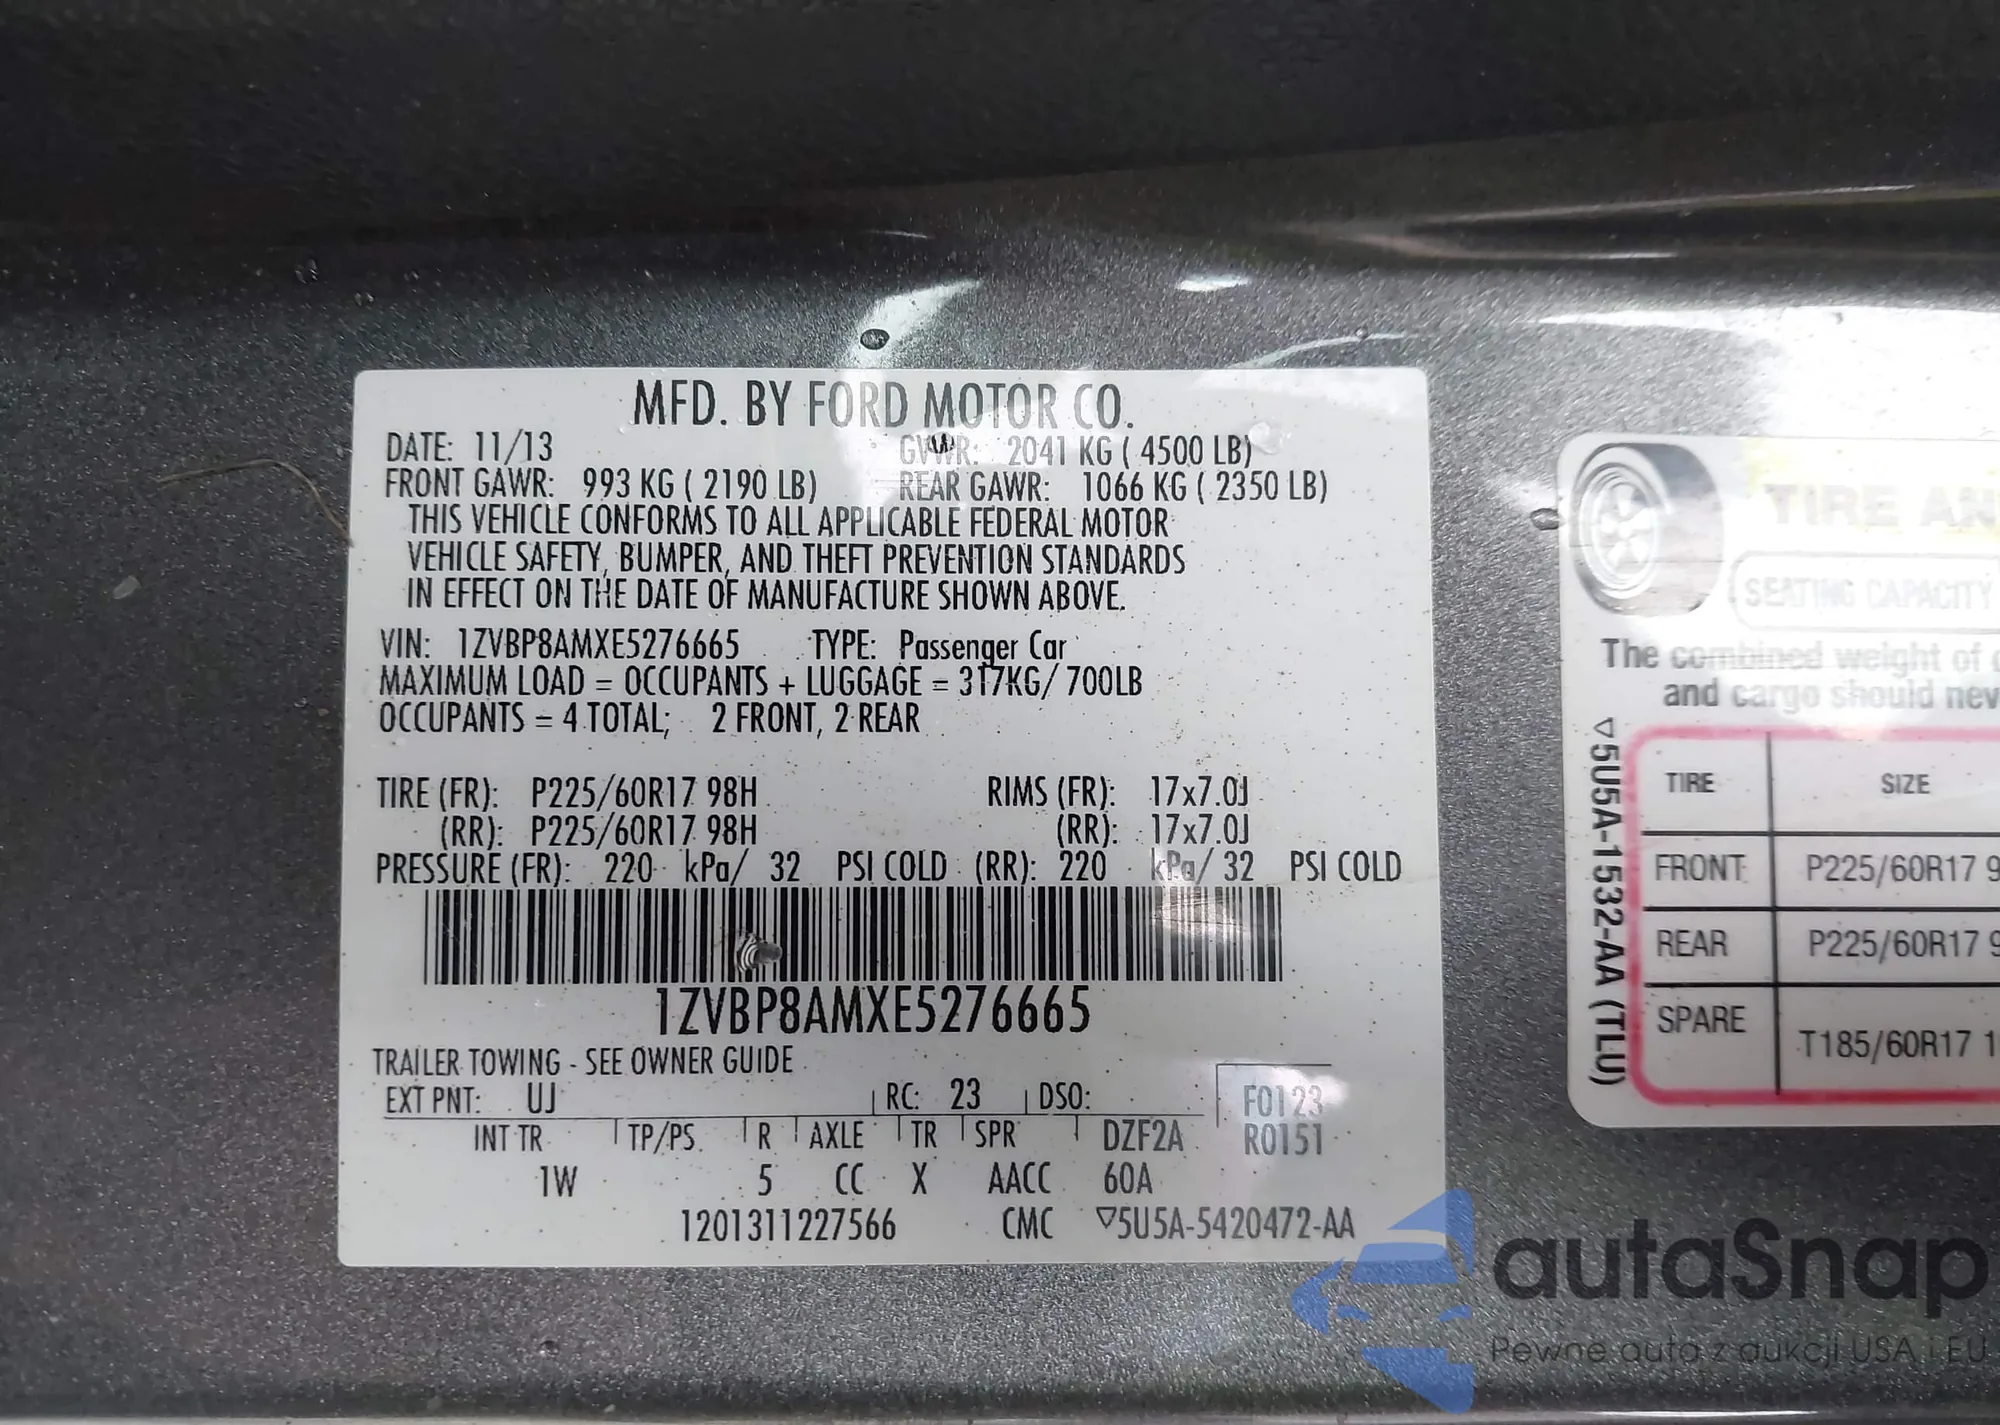 MFD. BY FORD MOTOR CO.
DATE: 11/13 GVWR: 2041 KG ( 4500 LB)
FRONT GAWR: 993 KG ( 2190 LB) REAR GAWR: 1066 KG ( 2350 LB)
THIS VEHICLE CONFORMS TO ALL APPLICABLE FEDERAL MOTOR
VEHICLE SAFETY, BUMPER, AND THEFT PREVENTION STANDARDS
IN EFFECT ON THE DATE OF MANUFACTURE SHOWN ABOVE.
VIN: 1ZVBP8AMXE5276665 TYPE: Passenger Car
MAXIMUM LOAD = OCCUPANTS + LUGGAGE = 317KG/ 700LB
OCCUPANTS = 4 TOTAL; 2 FRONT, 2 REAR
TIRE (FR): P225/60R17 98H RIMS (FR): 17x7.0J
(RR): P225/60R17 98H (RR): 17x7.0J
PRESSURE (FR): 220 kPa/ 32 PSI COLD (RR): 220 kPa/ 32 PSI COLD
1ZVBP8AMXE5276665
TRAILER TOWING - SEE OWNER GUIDE
EXT PNT: UJ RC: 23 DSO: F0123
INT TR TP/PS R AXLE TR SPR DZF2A R0151
1W 5 CC X AACC 60A
1201311227566 CMC ▽5U5A-5420472-AA
TIRE AN
SEATING CAPACITY
The combined weight of
and cargo should nev
▽5U5A-1532-AA (TLU)
TIRE SIZE
FRONT P225/60R17 9
REAR P225/60R17 9
SPARE T185/60R17 1
autaSnap
Pewne auta z aukcji USA i EU